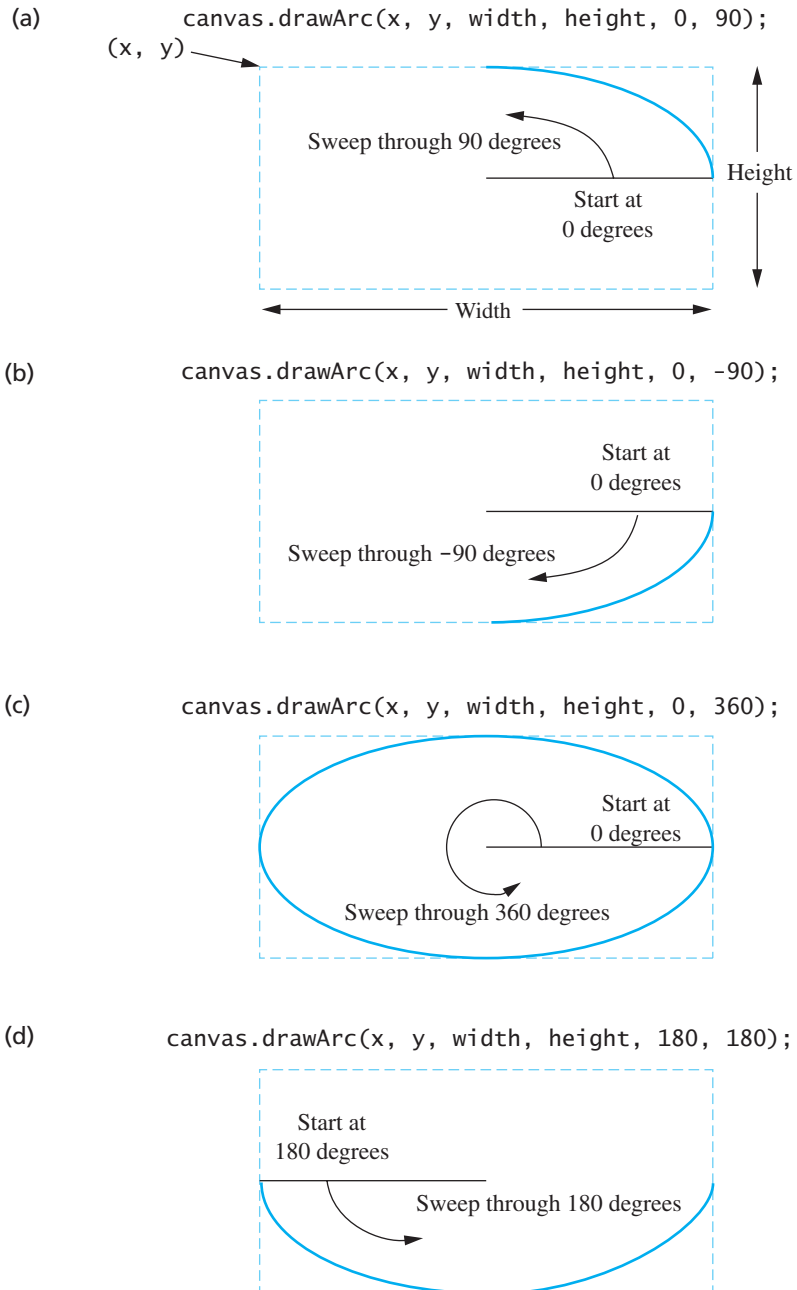 (a) canvas.drawArc(x, y, width, height, 0, 90);
(x, y)
Sweep through 90 degrees
Height
Start at
0 degrees
Width
(b) canvas.drawArc(x, y, width, height, 0, -90);
Start at
0 degrees
Sweep through −90 degrees
(c) canvas.drawArc(x, y, width, height, 0, 360);
Start at
0 degrees
Sweep through 360 degrees
(d) canvas.drawArc(x, y, width, height, 180, 180);
Start at
180 degrees
Sweep through 180 degrees